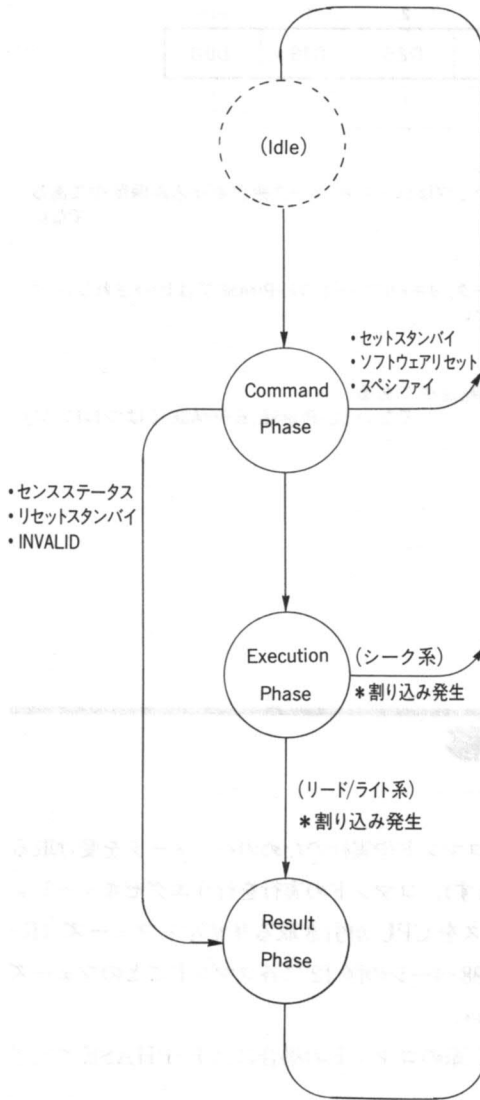 (Idle)
・セットスタンバイ
・ソフトウェアリセット
・スペシファイ
Command
Phase
・センスステータス
・リセットスタンバイ
・INVALID
Execution
Phase
(シーク系)
*割り込み発生
(リード/ライト系)
*割り込み発生
Result
Phase